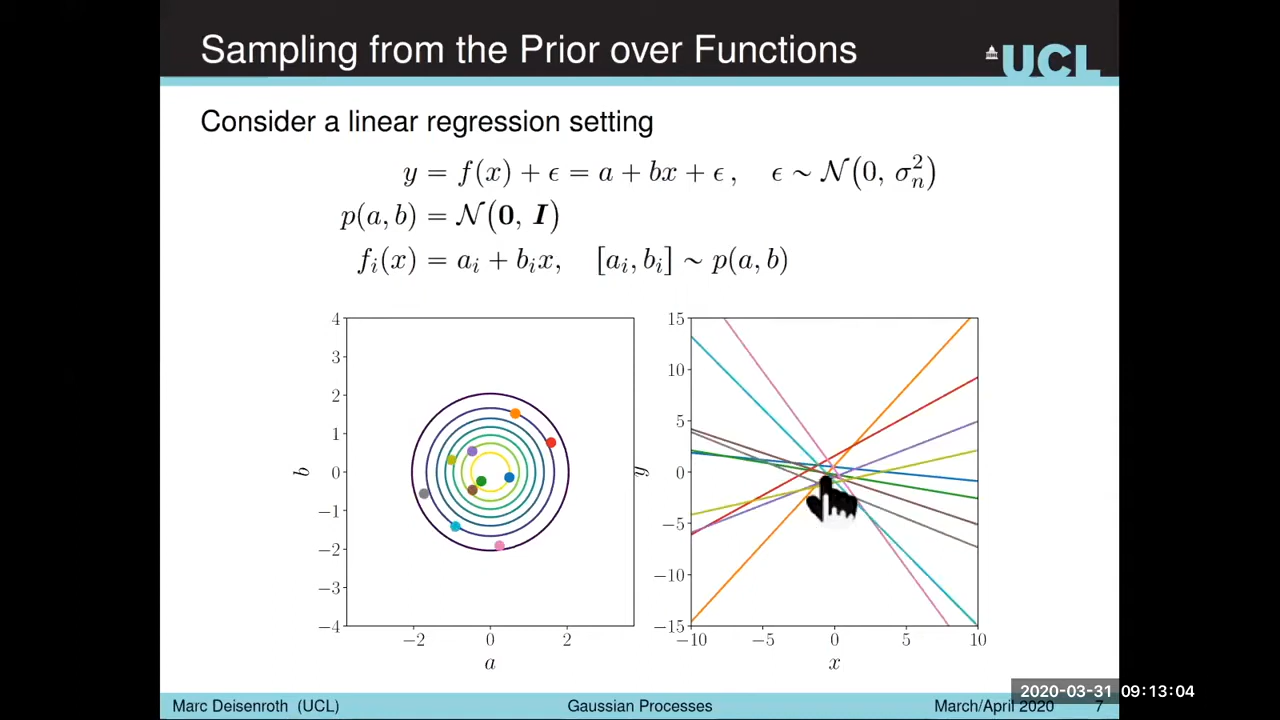 Sampling from the Prior over Functions
UCL
Consider a linear regression setting
y = f(x) + ϵ = a + bx + ϵ ,   ϵ ∼ 𝒩(0, σ_n^2)
p(a, b) = 𝒩(𝟎, 𝑰)
f_i(x) = a_i + b_i x,   [a_i, b_i] ∼ p(a, b)
4
3
2
1
0
−1
−2
−3
−4
b
−2 0 2
a
15
10
5
0
−5
−10
−15
y
−10 −5 0 5 10
x
2020-03-31 09:13:04
Marc Deisenroth (UCL) Gaussian Processes March/April 2020 7